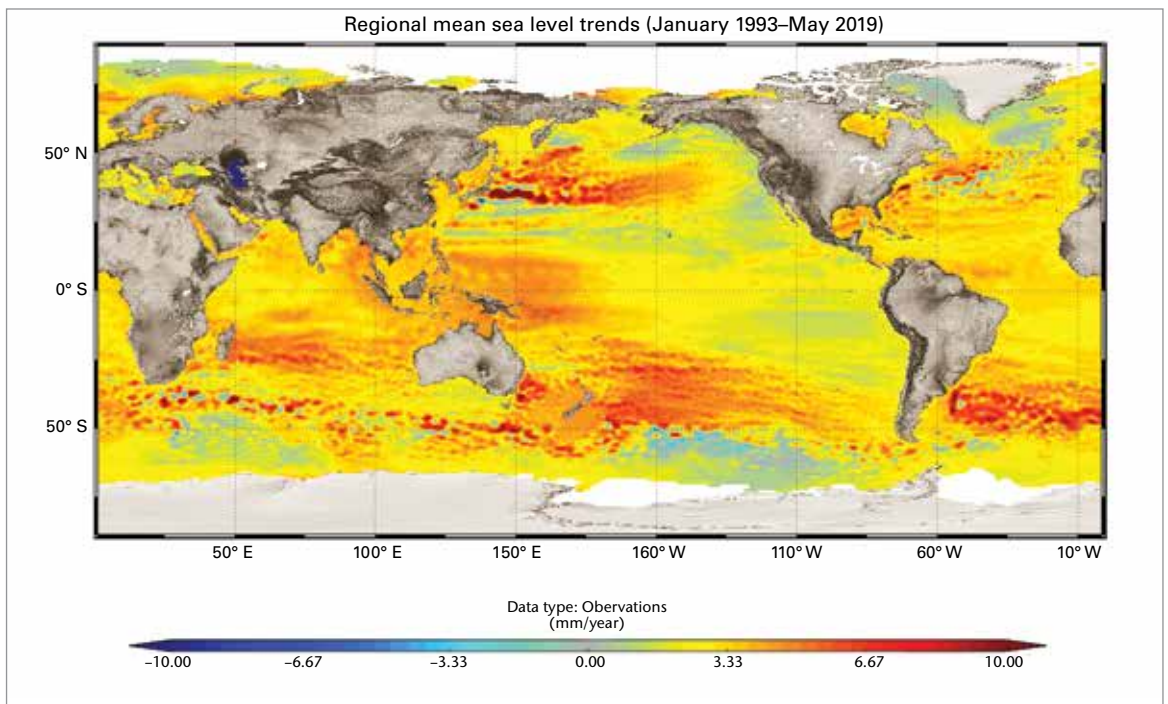 Regional mean sea level trends (January 1993–May 2019)
50° N
0° S
50° S
50° E 100° E 150° E 160° W 110° W 60° W 10° W
Data type: Obervations
(mm/year)
–10.00 –6.67 –3.33 0.00 3.33 6.67 10.00